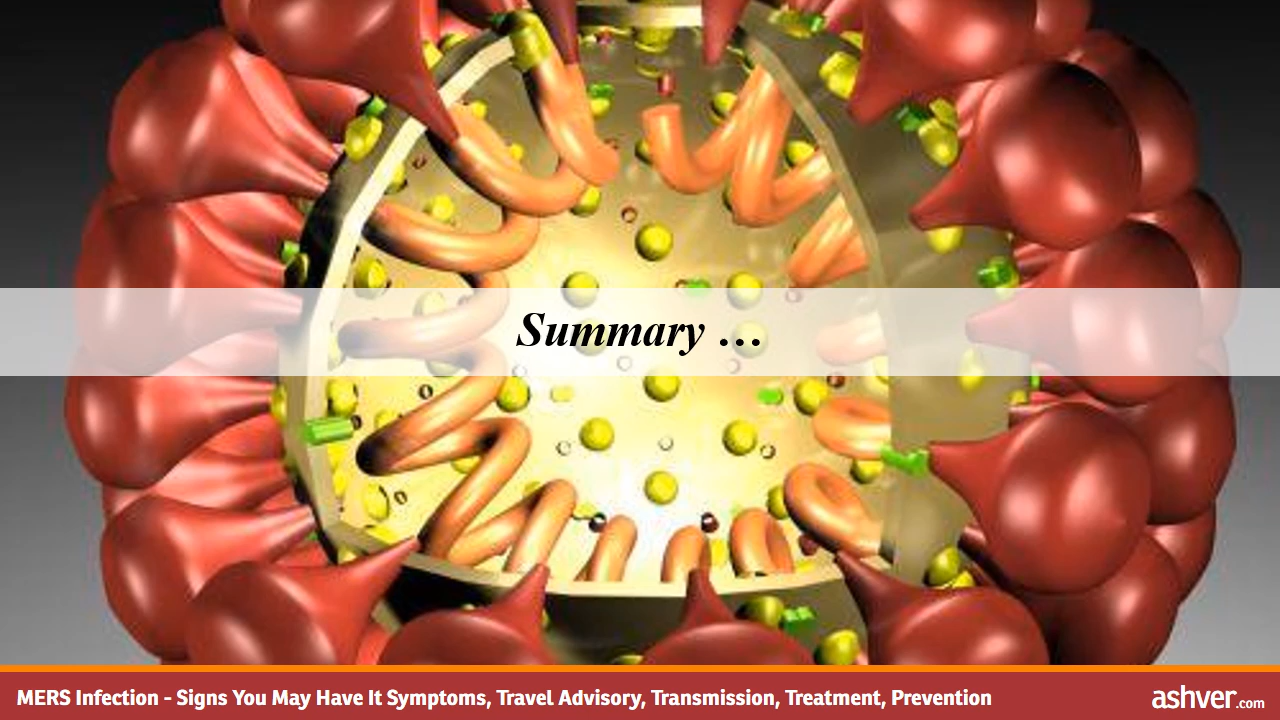 Summary …
MERS Infection - Signs You May Have It Symptoms, Travel Advisory, Transmission, Treatment, Prevention
ashver.com